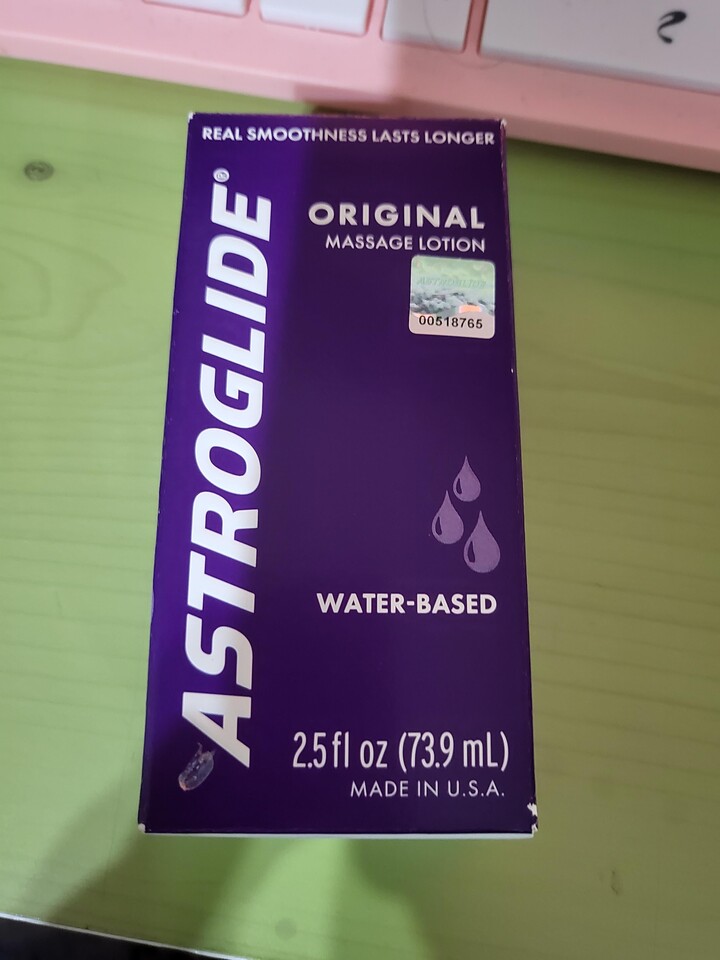 REAL SMOOTHNESS LASTS LONGER
ASTROGLIDE®
ORIGINAL
MASSAGE LOTION
ASTROGLIDE
00518765
WATER-BASED
2.5 fl oz (73.9 mL)
MADE IN U.S.A.